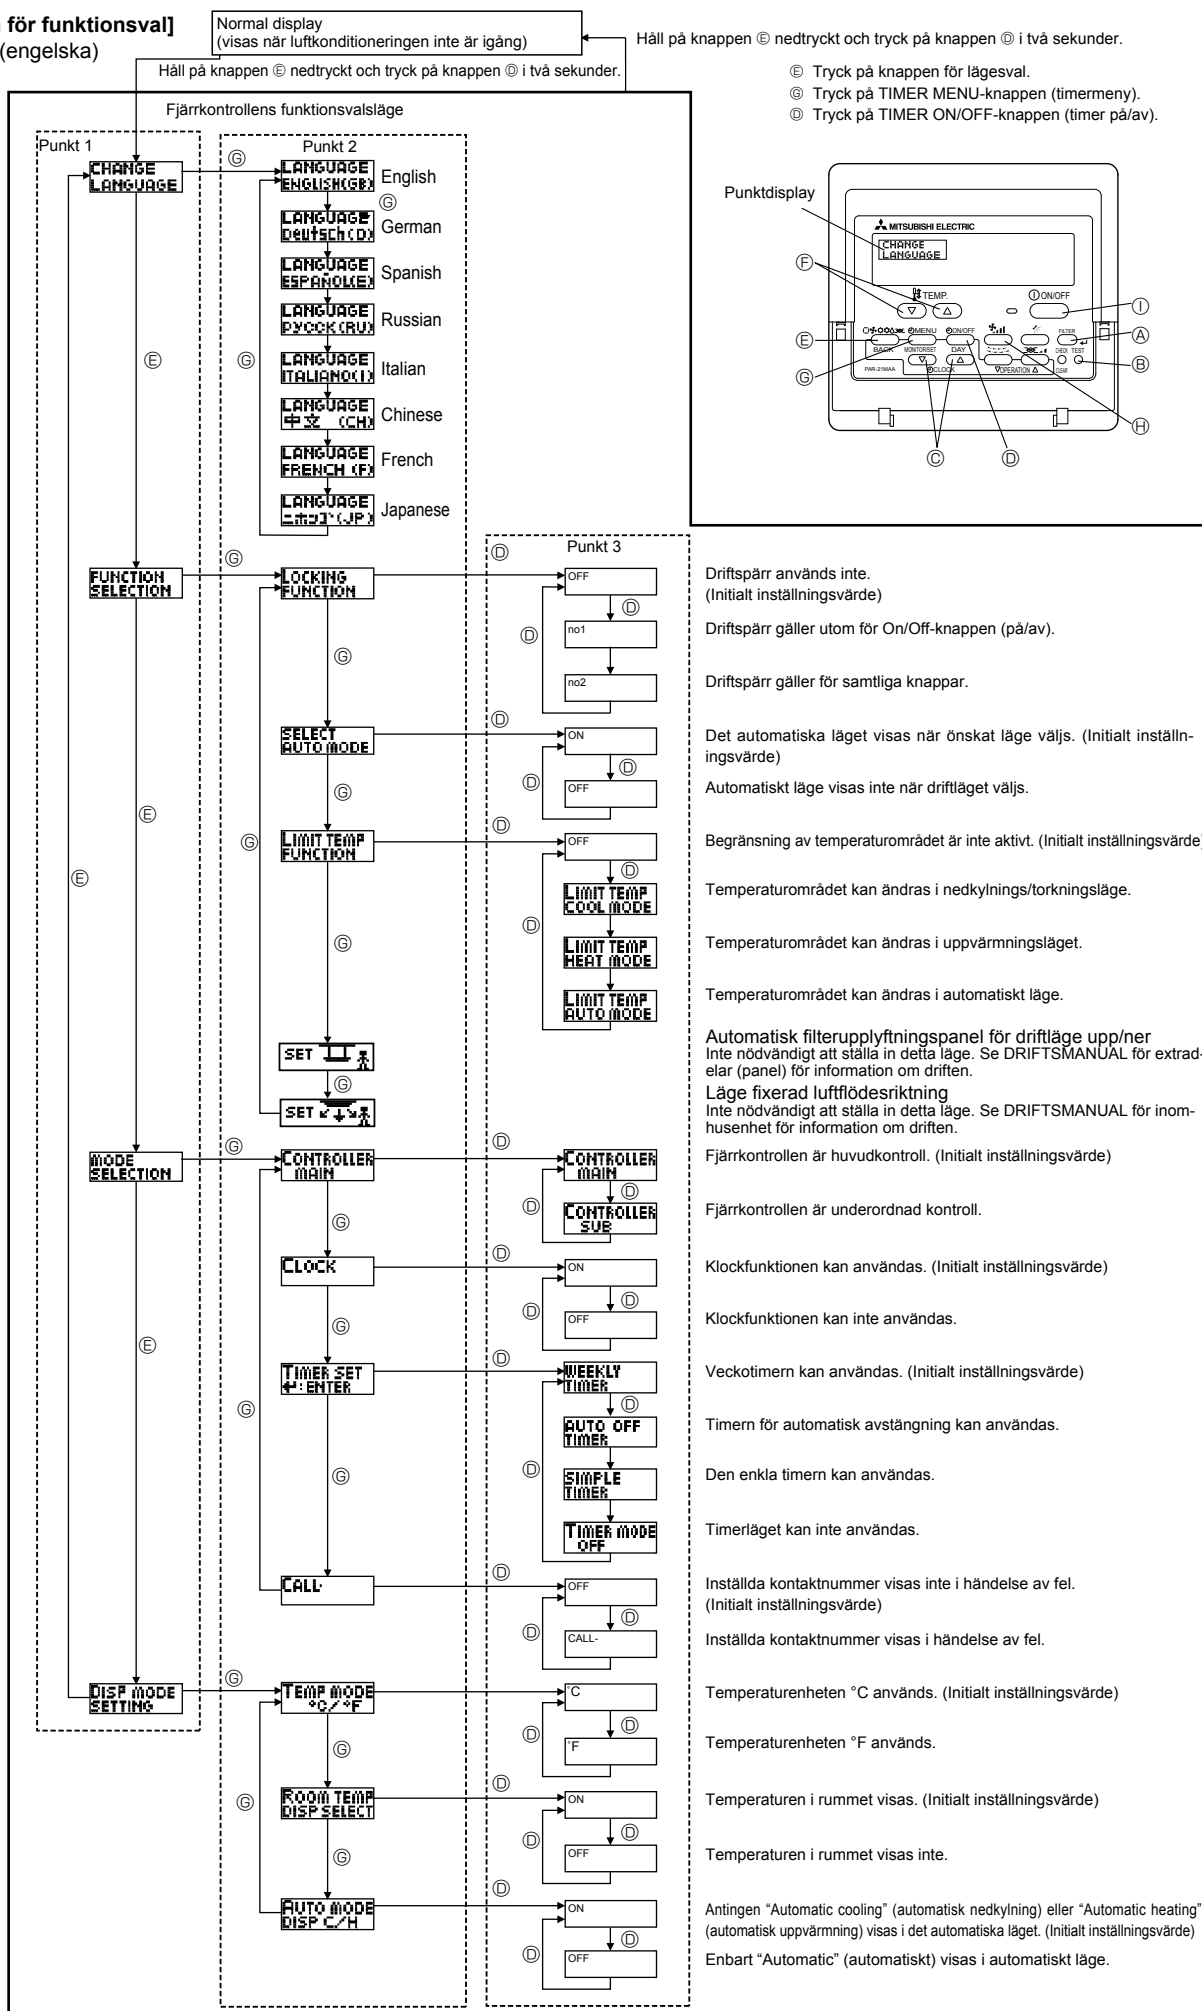 för funktionsval]
(engelska)
Normal display
(visas när luftkonditioneringen inte är igång)
Håll på knappen Ⓔ nedtryckt och tryck på knappen Ⓓ i två sekunder.
Håll på knappen Ⓔ nedtryckt och tryck på knappen Ⓓ i två sekunder.
Ⓔ Tryck på knappen för lägesval.
Ⓖ Tryck på TIMER MENU-knappen (timermeny).
Ⓓ Tryck på TIMER ON/OFF-knappen (timer på/av).
Fjärrkontrollens funktionsvalsläge
Punkt 1
CHANGE
LANGUAGE
Ⓔ
Ⓖ
Punkt 2
LANGUAGE
ENGLISH(GB)
English
Ⓖ
LANGUAGE
Deutsch(D)
German
LANGUAGE
ESPAÑOL(E)
Spanish
LANGUAGE
РУССК(RU)
Russian
Ⓖ
LANGUAGE
ITALIANO(I)
Italian
LANGUAGE
中文 (CH)
Chinese
LANGUAGE
FRENCH (F)
French
LANGUAGE
ニホンゴ(JP)
Japanese
Punktdisplay
MITSUBISHI ELECTRIC
CHANGE
LANGUAGE
TEMP.
ON/OFF
MENU
ON/OFF
FILTER
BACK
MONITOR/SET
DAY
CHECK TEST
PAR-21MAA
CLOCK
OPERATION
CLEAR
Ⓕ
Ⓔ
Ⓖ
Ⓒ
Ⓓ
Ⓘ
Ⓐ
Ⓑ
Ⓗ
FUNCTION
SELECTION
Ⓖ
LOCKING
FUNCTION
Ⓓ
Punkt 3
OFF
Driftspärr används inte.
(Initialt inställningsvärde)
Ⓓ
Ⓓ
no1
Driftspärr gäller utom för On/Off-knappen (på/av).
Ⓖ
no2
Driftspärr gäller för samtliga knappar.
SELECT
AUTO MODE
Ⓓ
ON
Det automatiska läget visas när önskat läge väljs. (Initialt inställn-
ingsvärde)
Ⓓ
Ⓓ
Ⓖ
OFF
Automatiskt läge visas inte när driftläget väljs.
Ⓔ
Ⓖ
LIMIT TEMP
FUNCTION
Ⓓ
OFF
Begränsning av temperaturområdet är inte aktivt. (Initialt inställningsvärde)
Ⓔ
Ⓓ
LIMIT TEMP
COOL MODE
Temperaturområdet kan ändras i nedkylnings/torkningsläge.
Ⓓ
Ⓖ
LIMIT TEMP
HEAT MODE
Temperaturområdet kan ändras i uppvärmningsläget.
LIMIT TEMP
AUTO MODE
Temperaturområdet kan ändras i automatiskt läge.
SET
Automatisk filterupplyftningspanel för driftläge upp/ner
Inte nödvändigt att ställa in detta läge. Se DRIFTSMANUAL för extrad-
elar (panel) för information om driften.
Ⓖ
SET
Läge fixerad luftflödesriktning
Inte nödvändigt att ställa in detta läge. Se DRIFTSMANUAL för inom-
husenhet för information om driften.
MODE
SELECTION
Ⓖ
CONTROLLER
MAIN
Ⓓ
CONTROLLER
MAIN
Fjärrkontrollen är huvudkontroll. (Initialt inställningsvärde)
Ⓓ
Ⓓ
Ⓖ
CONTROLLER
SUB
Fjärrkontrollen är underordnad kontroll.
CLOCK
Ⓓ
ON
Klockfunktionen kan användas. (Initialt inställningsvärde)
Ⓓ
Ⓓ
Ⓖ
OFF
Klockfunktionen kan inte användas.
Ⓔ
TIMER SET
↵:ENTER
Ⓓ
WEEKLY
TIMER
Veckotimern kan användas. (Initialt inställningsvärde)
Ⓖ
Ⓓ
AUTO OFF
TIMER
Timern för automatisk avstängning kan användas.
Ⓓ
Ⓖ
SIMPLE
TIMER
Den enkla timern kan användas.
TIMER MODE
OFF
Timerläget kan inte användas.
CALL-
Ⓓ
OFF
Inställda kontaktnummer visas inte i händelse av fel.
(Initialt inställningsvärde)
Ⓓ
Ⓓ
CALL-
Inställda kontaktnummer visas i händelse av fel.
DISP MODE
SETTING
Ⓖ
TEMP MODE
°C/°F
°C
Temperaturenheten °C används. (Initialt inställningsvärde)
Ⓓ
Ⓓ
Ⓖ
°F
Temperaturenheten °F används.
Ⓖ
ROOM TEMP
DISP SELECT
Ⓓ
ON
Temperaturen i rummet visas. (Initialt inställningsvärde)
Ⓓ
Ⓓ
Ⓖ
OFF
Temperaturen i rummet visas inte.
AUTO MODE
DISP C/H
Ⓓ
ON
Antingen “Automatic cooling” (automatisk nedkylning) eller “Automatic heating”
(automatisk uppvärmning) visas i det automatiska läget. (Initialt inställningsvärde)
Ⓓ
Ⓓ
OFF
Enbart “Automatic” (automatiskt) visas i automatiskt läge.